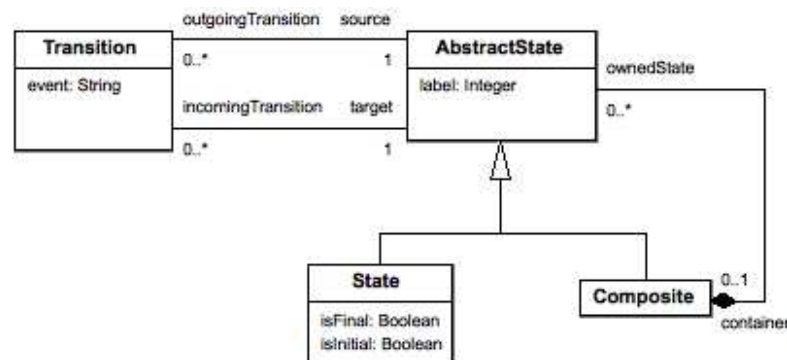 outgoingTransition source
Transition
AbstractState
0..* 1
ownedState
event: String
label: Integer
incomingTransition target
0..*
0..* 1
State
Composite
0..1
isFinal: Boolean
container
isInitial: Boolean